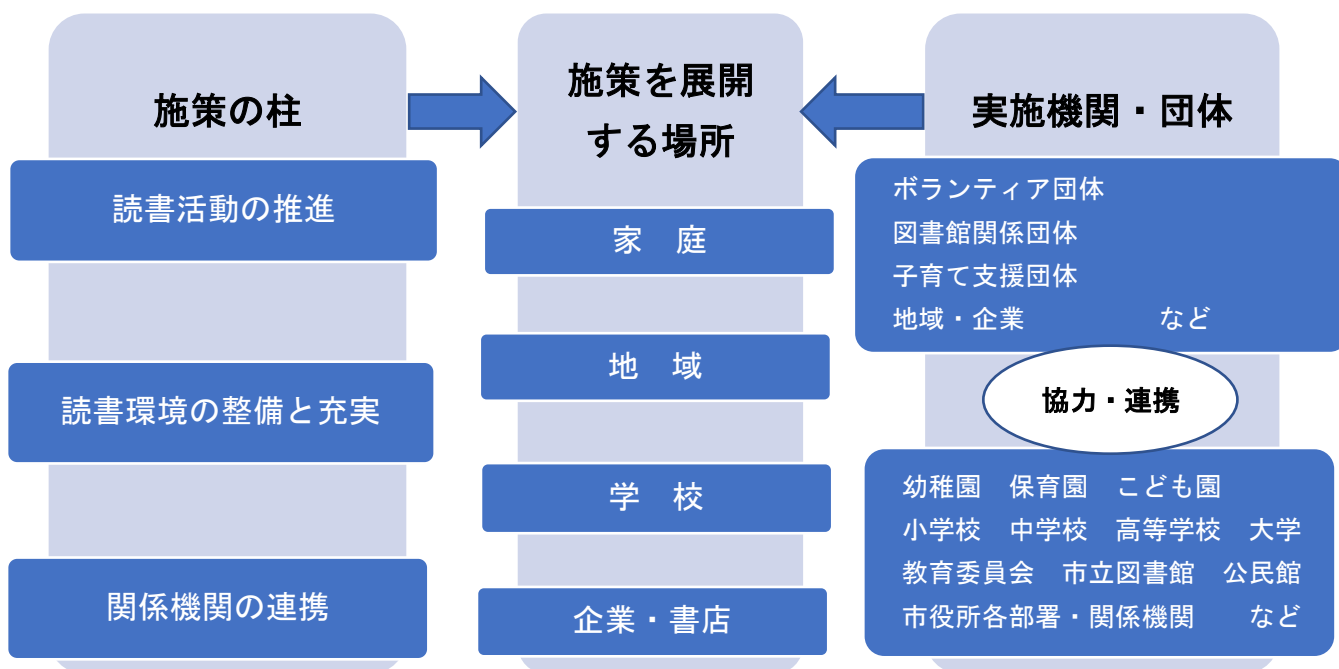 施策の柱
読書活動の推進
読書環境の整備と充実
関係機関の連携
施策を展開
する場所
家　庭
地　域
学　校
企業・書店
実施機関・団体
ボランティア団体
図書館関係団体
子育て支援団体
地域・企業　　　　　など
協力・連携
幼稚園　保育園　こども園
小学校　中学校　高等学校　大学
教育委員会　市立図書館　公民館
市役所各部署・関係機関　　など